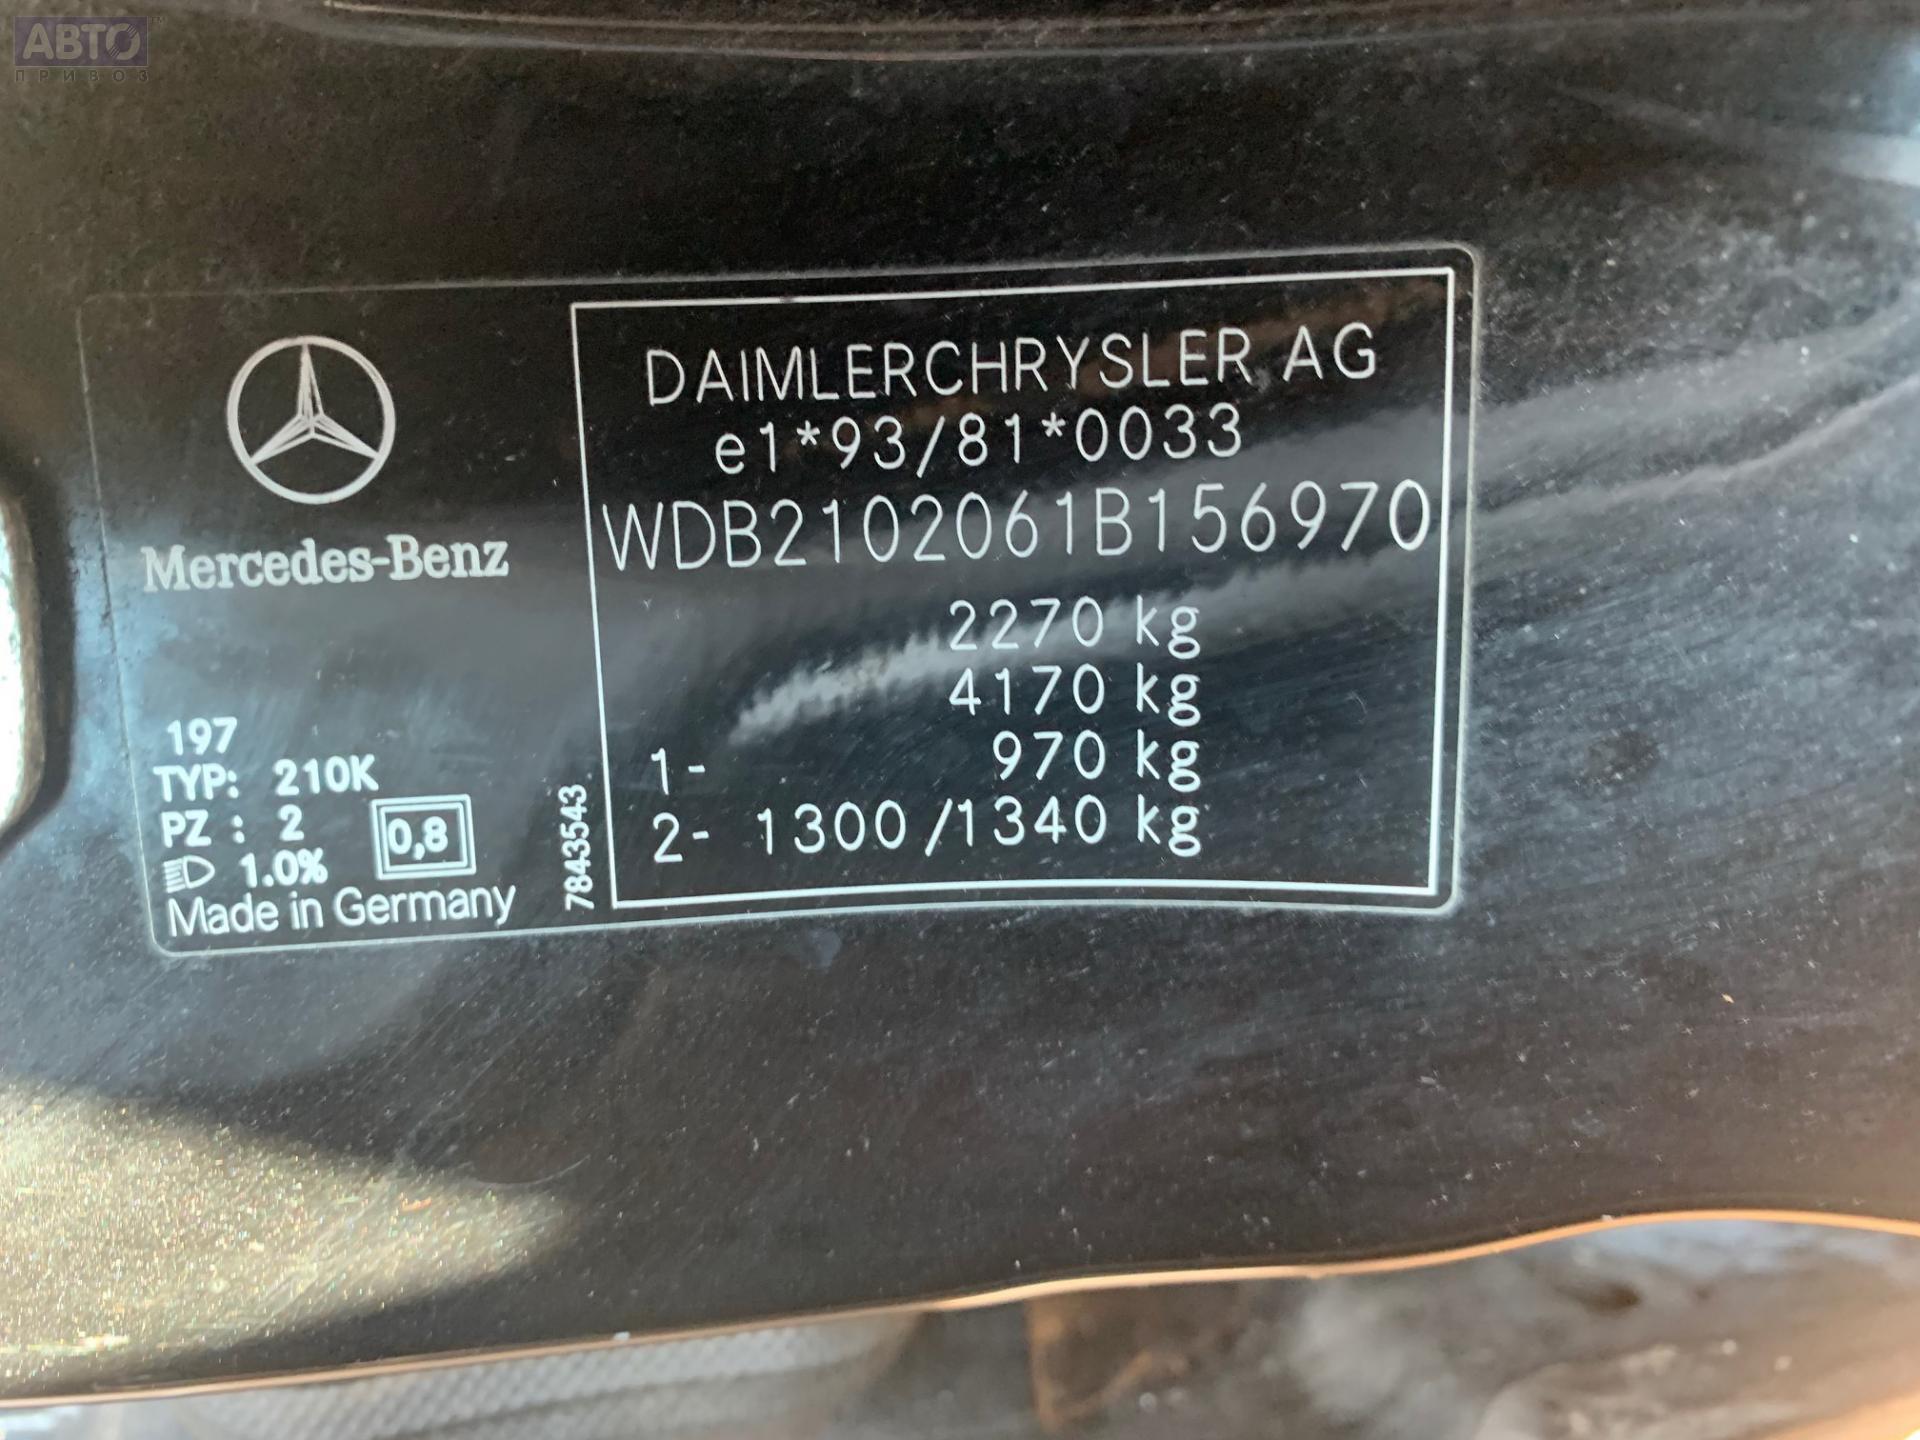 АВТО
ПРИВОЗ
Mercedes-Benz
197
TYP: 210K
PZ : 2
0,8
1.0%
Made in Germany
7843543
DAIMLERCHRYSLER AG
e1*93/81*0033
WDB2102061B156970
2270 kg
4170 kg
1- 970 kg
2- 1300/1340 kg